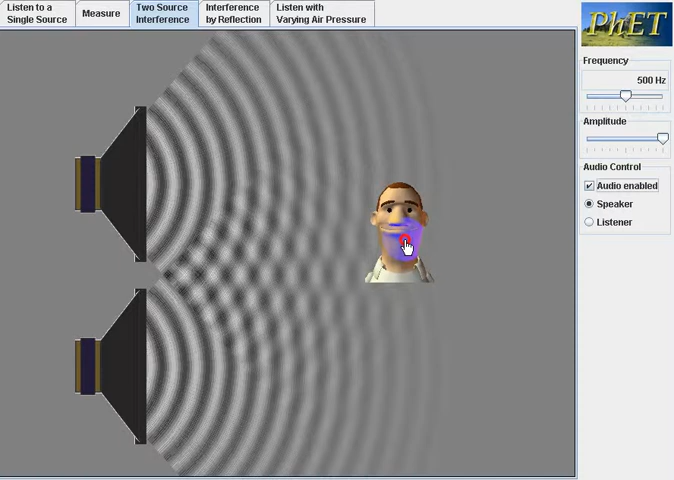 Listen to a
Single Source
Measure
Two Source
Interference
Interference
by Reflection
Listen with
Varying Air Pressure
PhET
Frequency
500 Hz
Amplitude
Audio Control
Audio enabled
Speaker
Listener